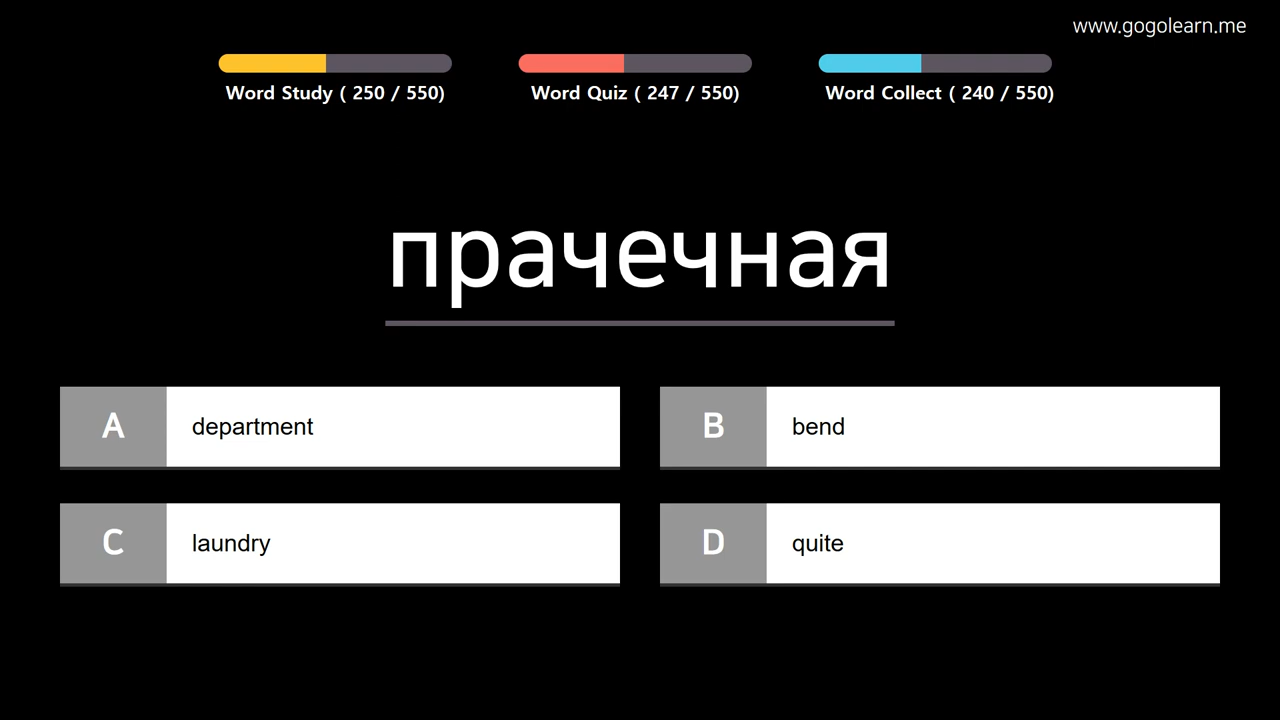 www.gogolearn.me
Word Study ( 250 / 550)
Word Quiz ( 247 / 550)
Word Collect ( 240 / 550)
прачечная
A department
B bend
C laundry
D quite